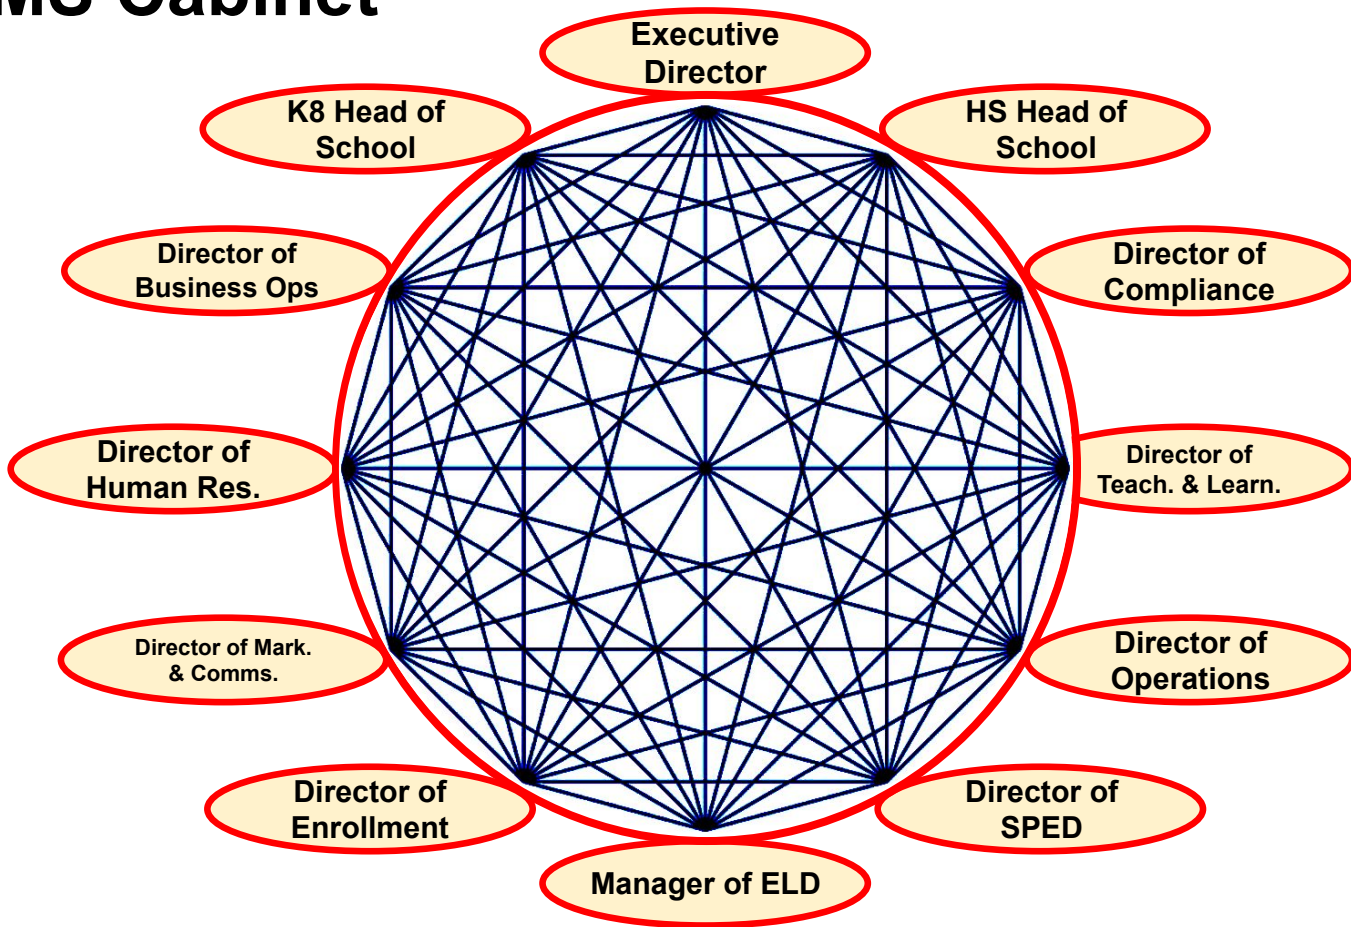 MS Cabinet
Executive
Director
K8 Head of
School
HS Head of
School
Director of
Business Ops
Director of
Compliance
Director of
Human Res.
Director of
Teach. & Learn.
Director of Mark.
& Comms.
Director of
Operations
Director of
Enrollment
Director of
SPED
Manager of ELD